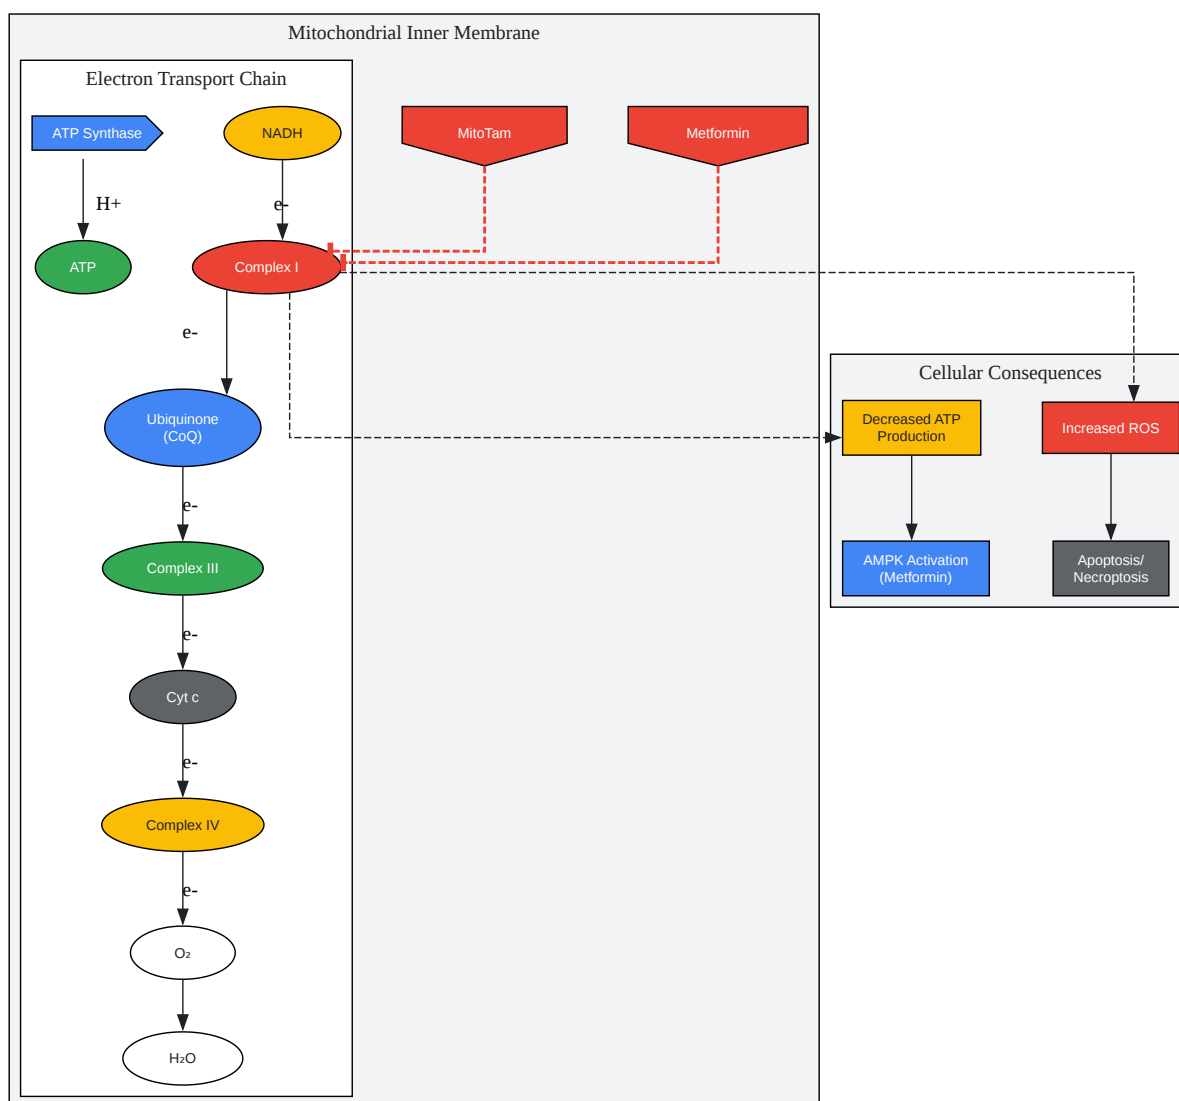 Mitochondrial Inner Membrane
Electron Transport Chain
ATP Synthase
NADH
MitoTam
Metformin
H+
e-
ATP
Complex I
e-
Cellular Consequences
Ubiquinone
(CoQ)
Decreased ATP
Production
Increased ROS
e-
Complex III
AMPK Activation
(Metformin)
Apoptosis/
Necroptosis
e-
Cyt c
e-
Complex IV
e-
O₂
H₂O